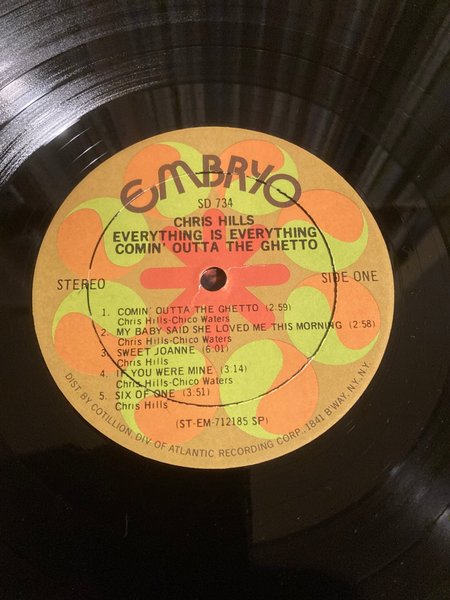 EMBRYO
SD 734
CHRIS HILLS
EVERYTHING IS EVERYTHING
COMIN' OUTTA THE GHETTO
STEREO
SIDE ONE
1. COMIN' OUTTA THE GHETTO (2:59)
Chris Hills-Chico Waters
2. MY BABY SAID SHE LOVED ME THIS MORNING (2:58)
Chris Hills-Chico Waters
3. SWEET JOANNE (6:01)
Chris Hills
4. IF YOU WERE MINE (3:14)
Chris Hills-Chico Waters
5. SIX OF ONE (3:51)
Chris Hills
(ST-EM-712185 SP)
DIST BY COTILLION DIV. OF ATLANTIC RECORDING CORP., 1841 B'WAY, NY, N.Y.